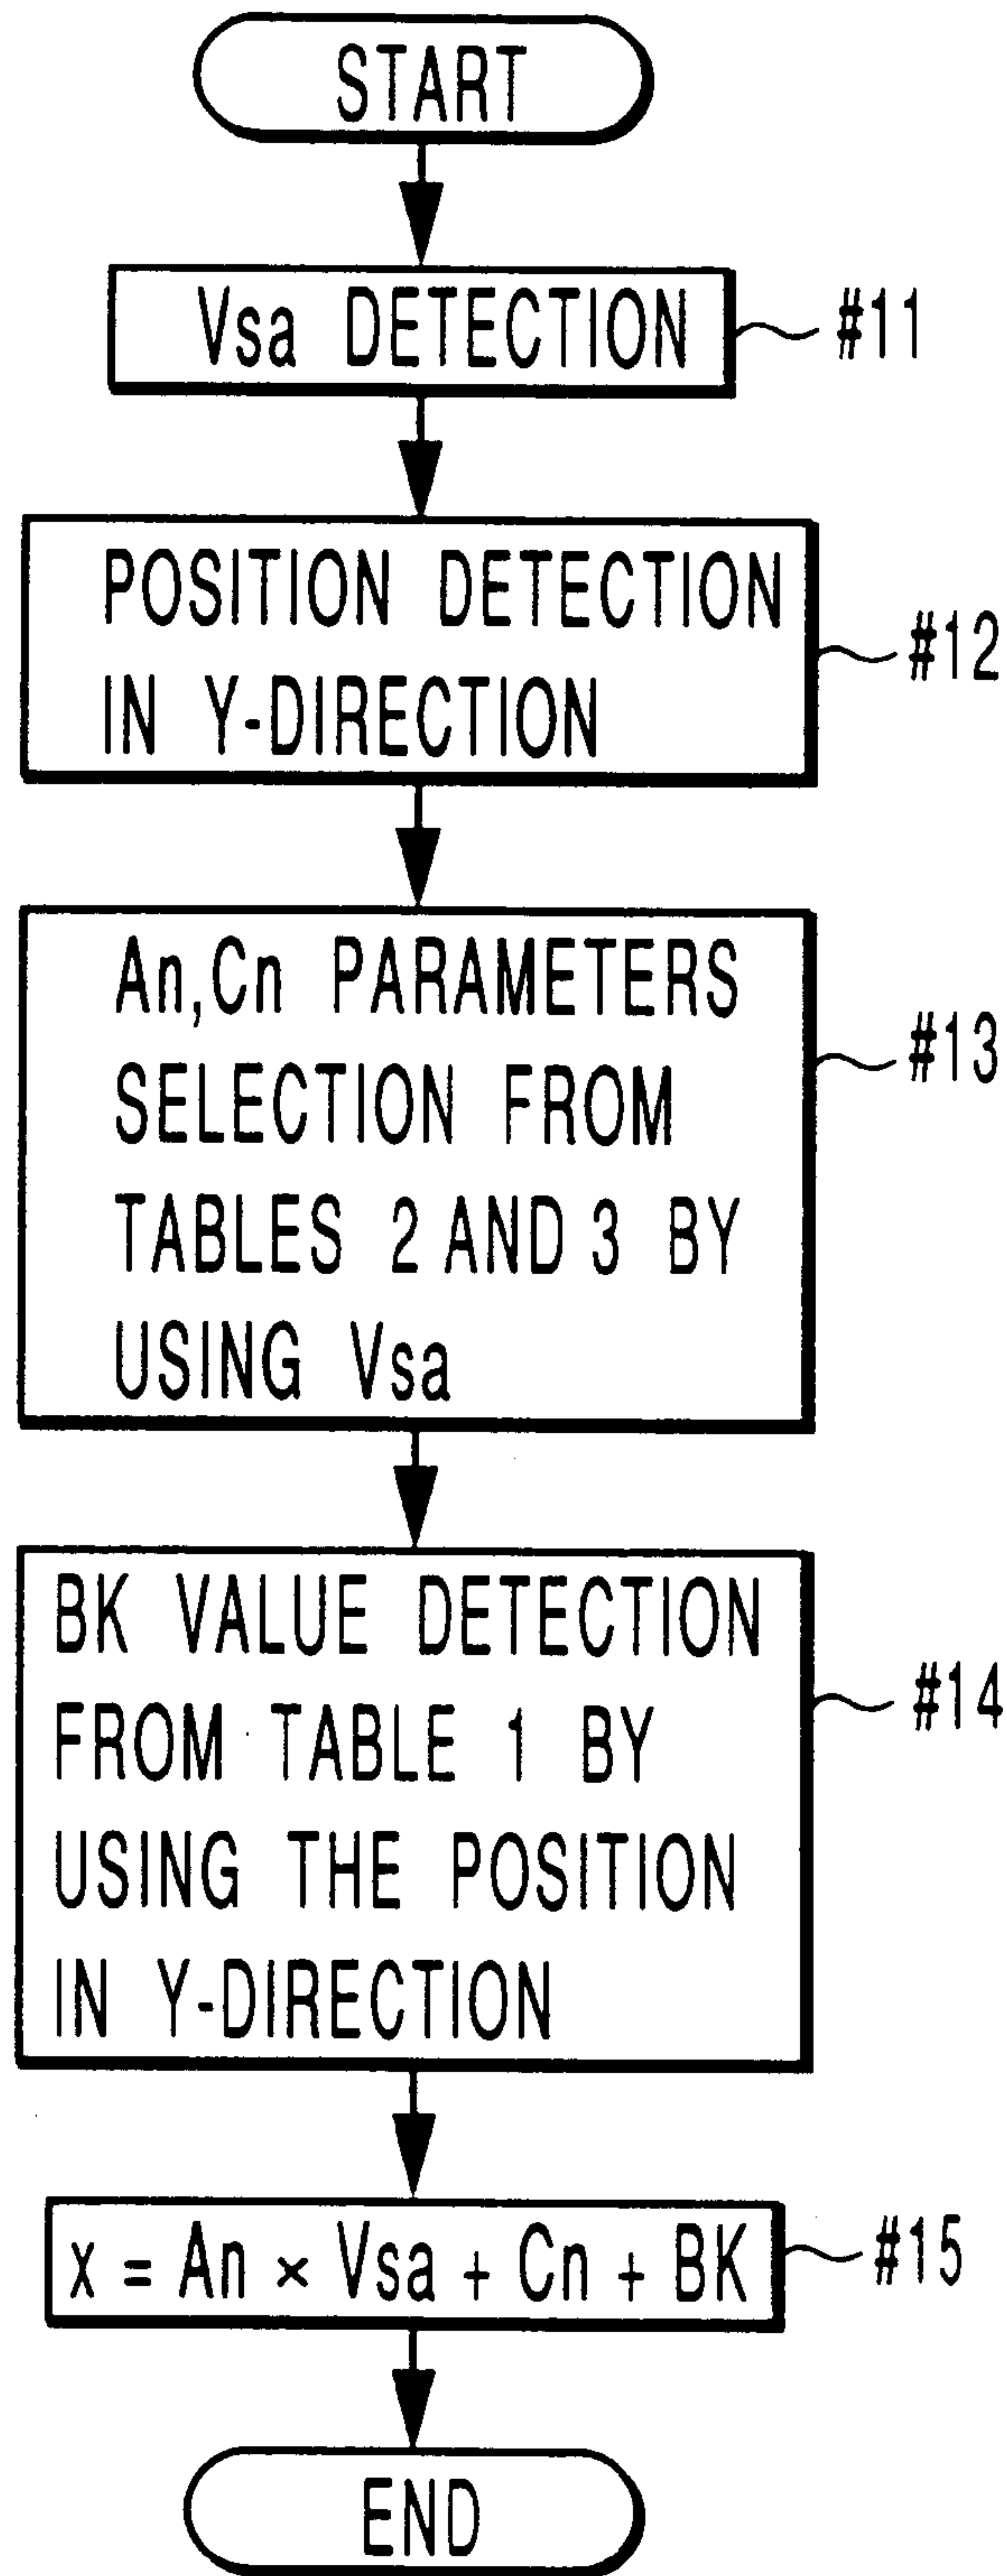 START
Vsa DETECTION
#11
POSITION DETECTION
IN Y-DIRECTION
#12
An,Cn PARAMETERS
SELECTION FROM
TABLES 2 AND 3 BY
USING Vsa
#13
BK VALUE DETECTION
FROM TABLE 1 BY
USING THE POSITION
IN Y-DIRECTION
#14
x = An × Vsa + Cn + BK
#15
END